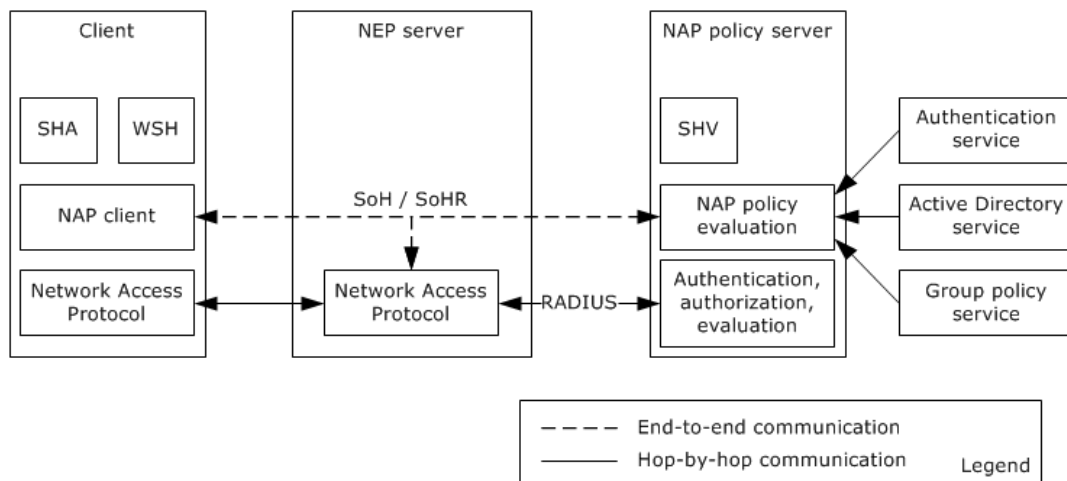 Client
NEP server
NAP policy server
SHA
WSH
SHV
Authentication
service
SoH / SoHR
NAP client
NAP policy
evaluation
Active Directory
service
Network Access
Protocol
Network Access
Protocol
RADIUS
Authentication,
authorization,
evaluation
Group policy
service
End-to-end communication
Hop-by-hop communication
Legend